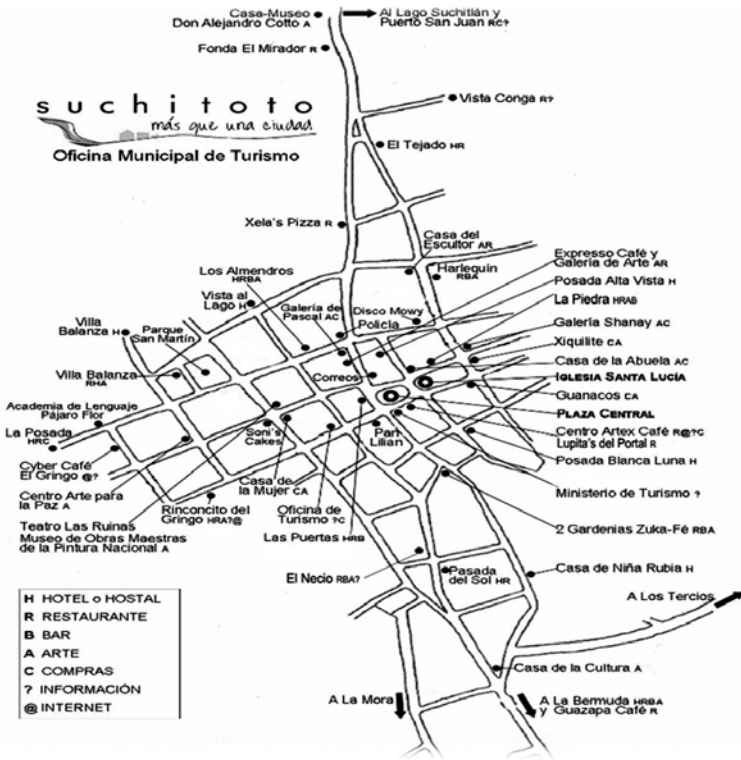 Casa-Museo
Don Alejandro Cotto A
Al Lago Suchitlán y
Puerto San Juan RC?
Fonda El Mirador R
suchitoto
más que una ciudad
Oficina Municipal de Turismo
Vista Conga R?
El Tejado HR
Xela's Pizza R
Casa del
Escultor AR
Harlequin
RBA
Expresso Café y
Galería de Arte AR
Posada Alta Vista H
La Piedra HRAB
Galería Shanay AC
Xiquilite CA
Casa de la Abuela AC
IGLESIA SANTA LUCÍA
Guanacos CA
PLAZA CENTRAL
Centro Artex Café R@?C
Lupita's del Portal R
Posada Blanca Luna H
Ministerio de Turismo ?
2 Gardenias Zuka-Fé RBA
Los Almendros
HRBA
Vista al
Lago H
Galería de
Pascal AC
Disco Mowy
Policía
Villa
Balanza H
Parque
San Martín
Villa Balanza
RHA
Correos
Academia de Lenguaje
Pájaro Flor
La Posada
HRC
Soni's
Cakes
Pan
Lilian
Cyber Café
El Gringo @?
Casa de
la Mujer CA
Centro Arte para
la Paz A
Rinconcito del
Gringo HRA?@
Oficina de
Turismo ?C
Teatro Las Ruinas
Museo de Obras Maestras
de la Pintura Nacional A
Las Puertas HRB
El Necio RBA?
Pasada
del Sol HR
Casa de Niña Rubia H
A Los Tercios
H HOTEL o HOSTAL
R RESTAURANTE
B BAR
A ARTE
C COMPRAS
? INFORMACIÓN
@ INTERNET
Casa de la Cultura A
A La Mora
A La Bermuda HRBA
y Guazapa Café R